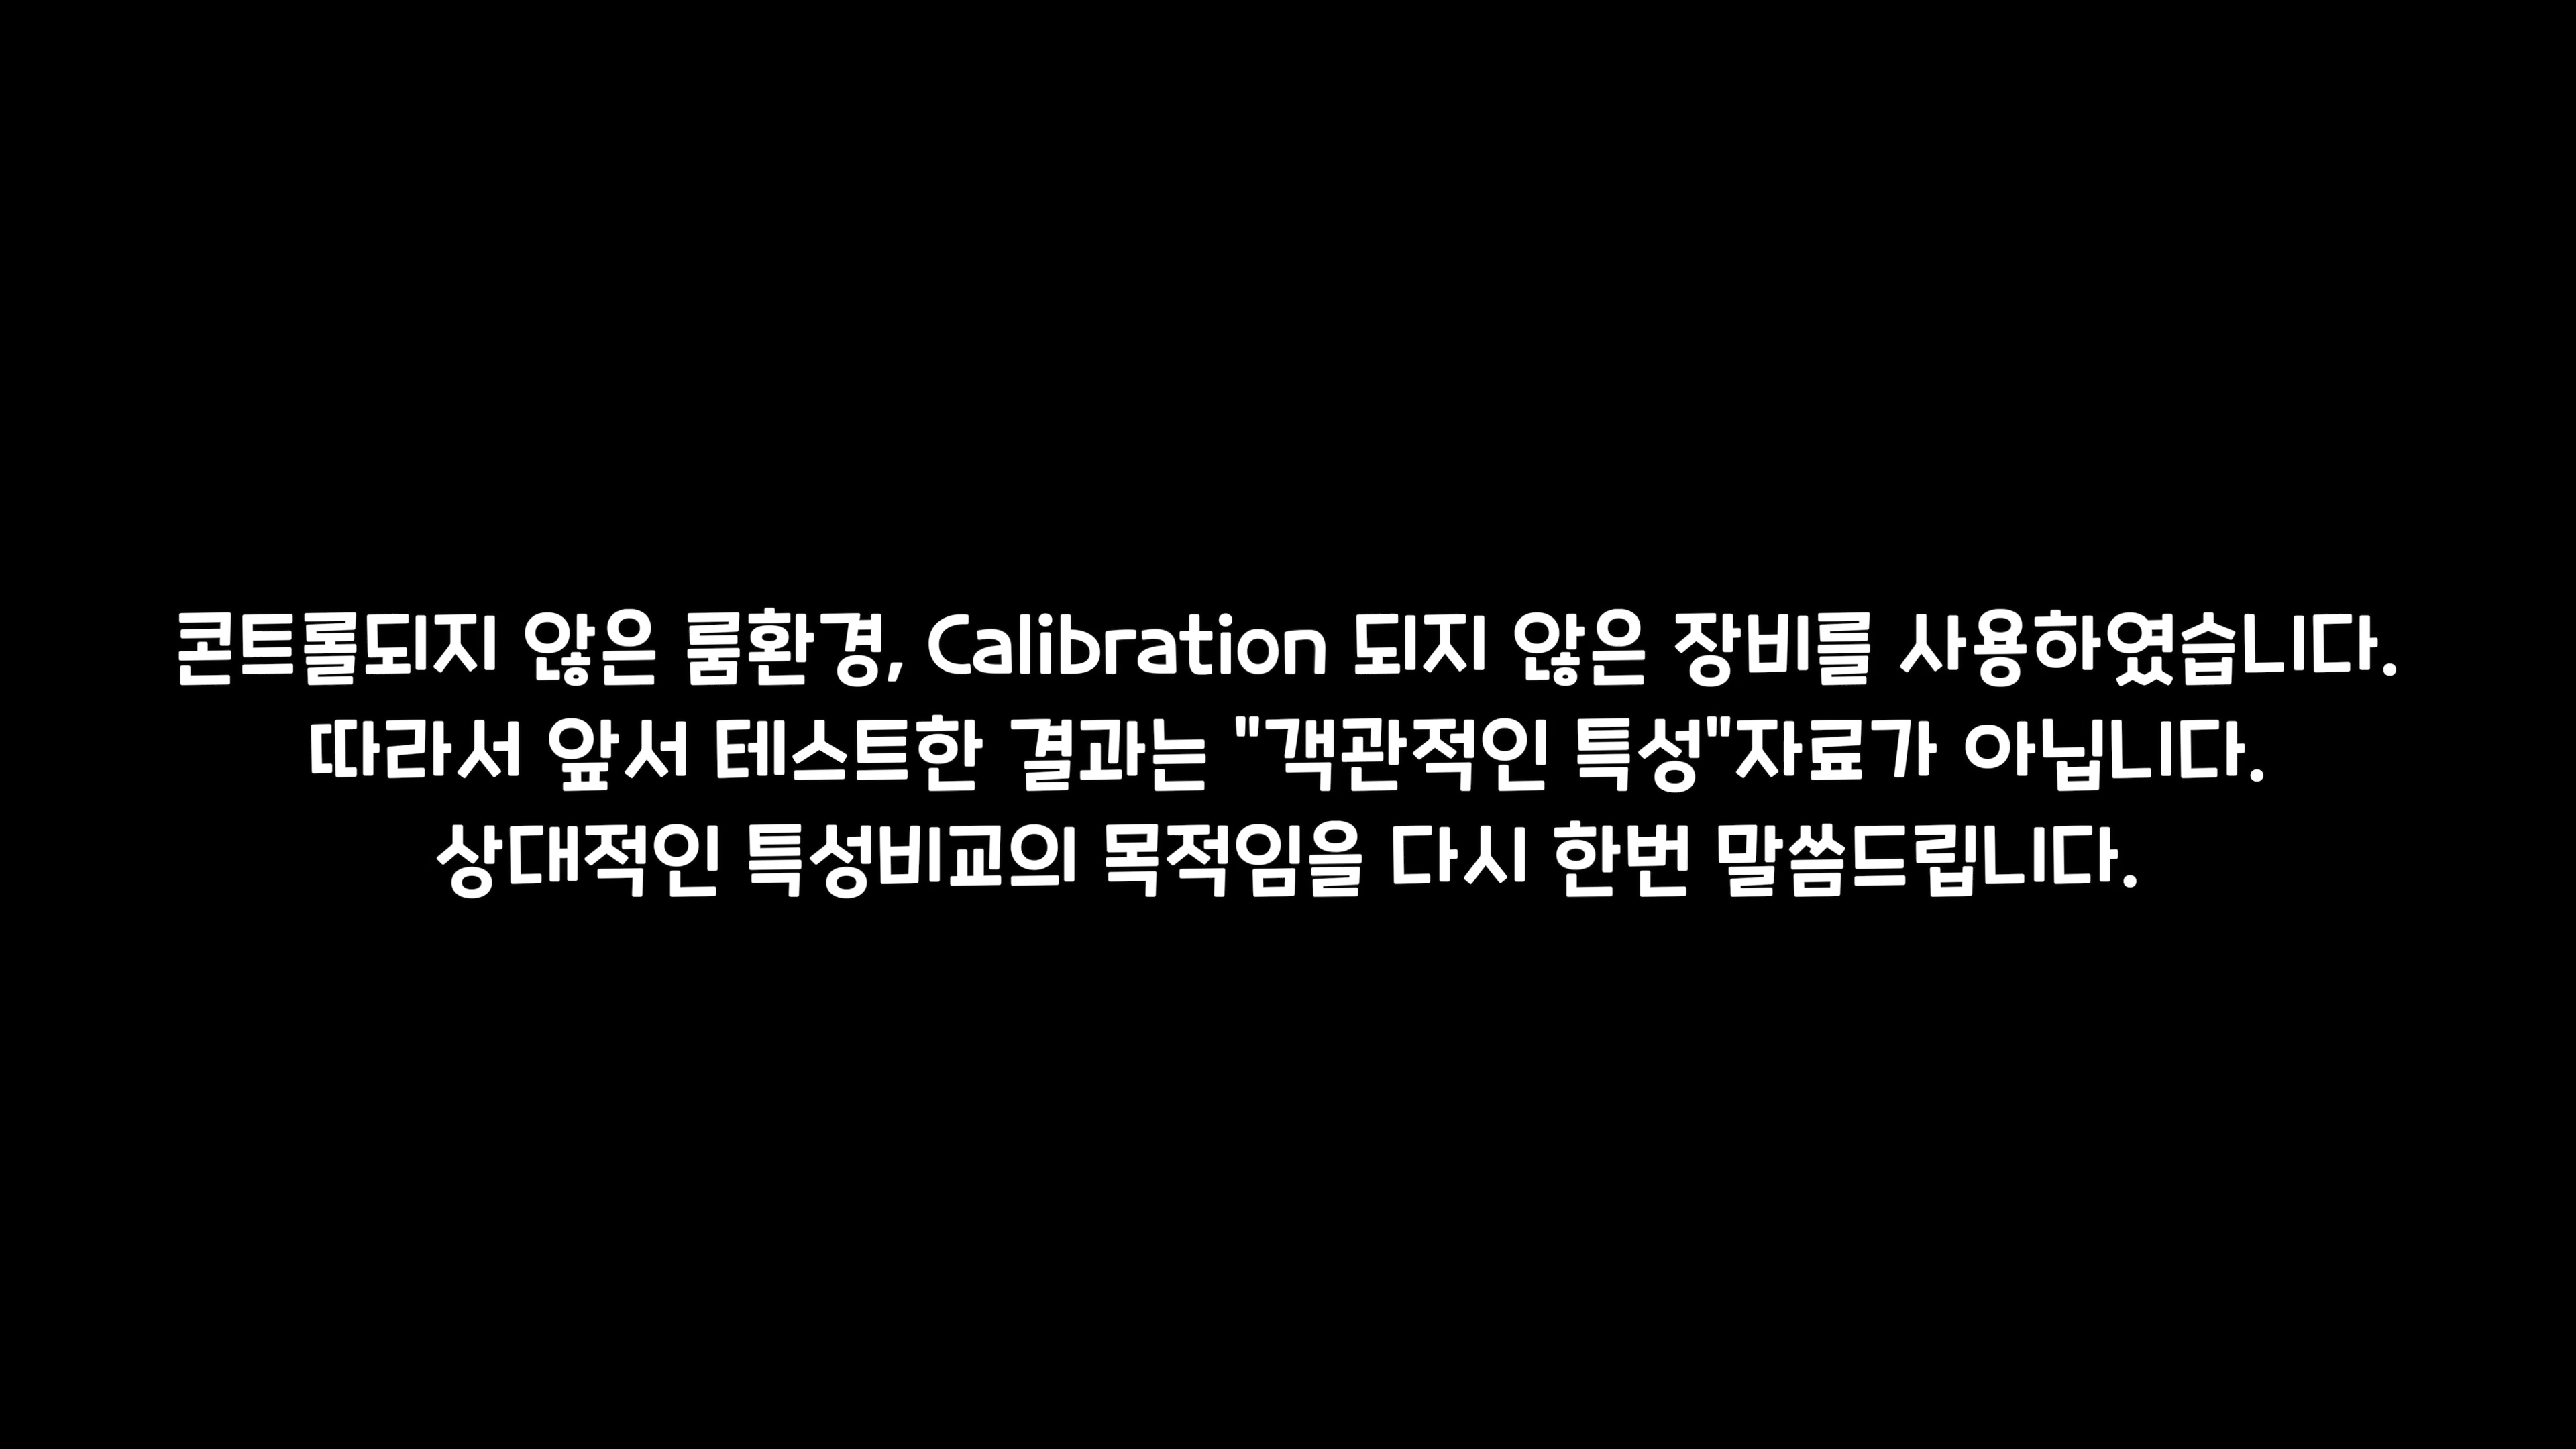 콘트롤되지 않은 룸환경, Calibration 되지 않은 장비를 사용하였습니다.
따라서 앞서 테스트한 결과는 "객관적인 특성"자료가 아닙니다.
상대적인 특성비교의 목적임을 다시 한번 말씀드립니다.